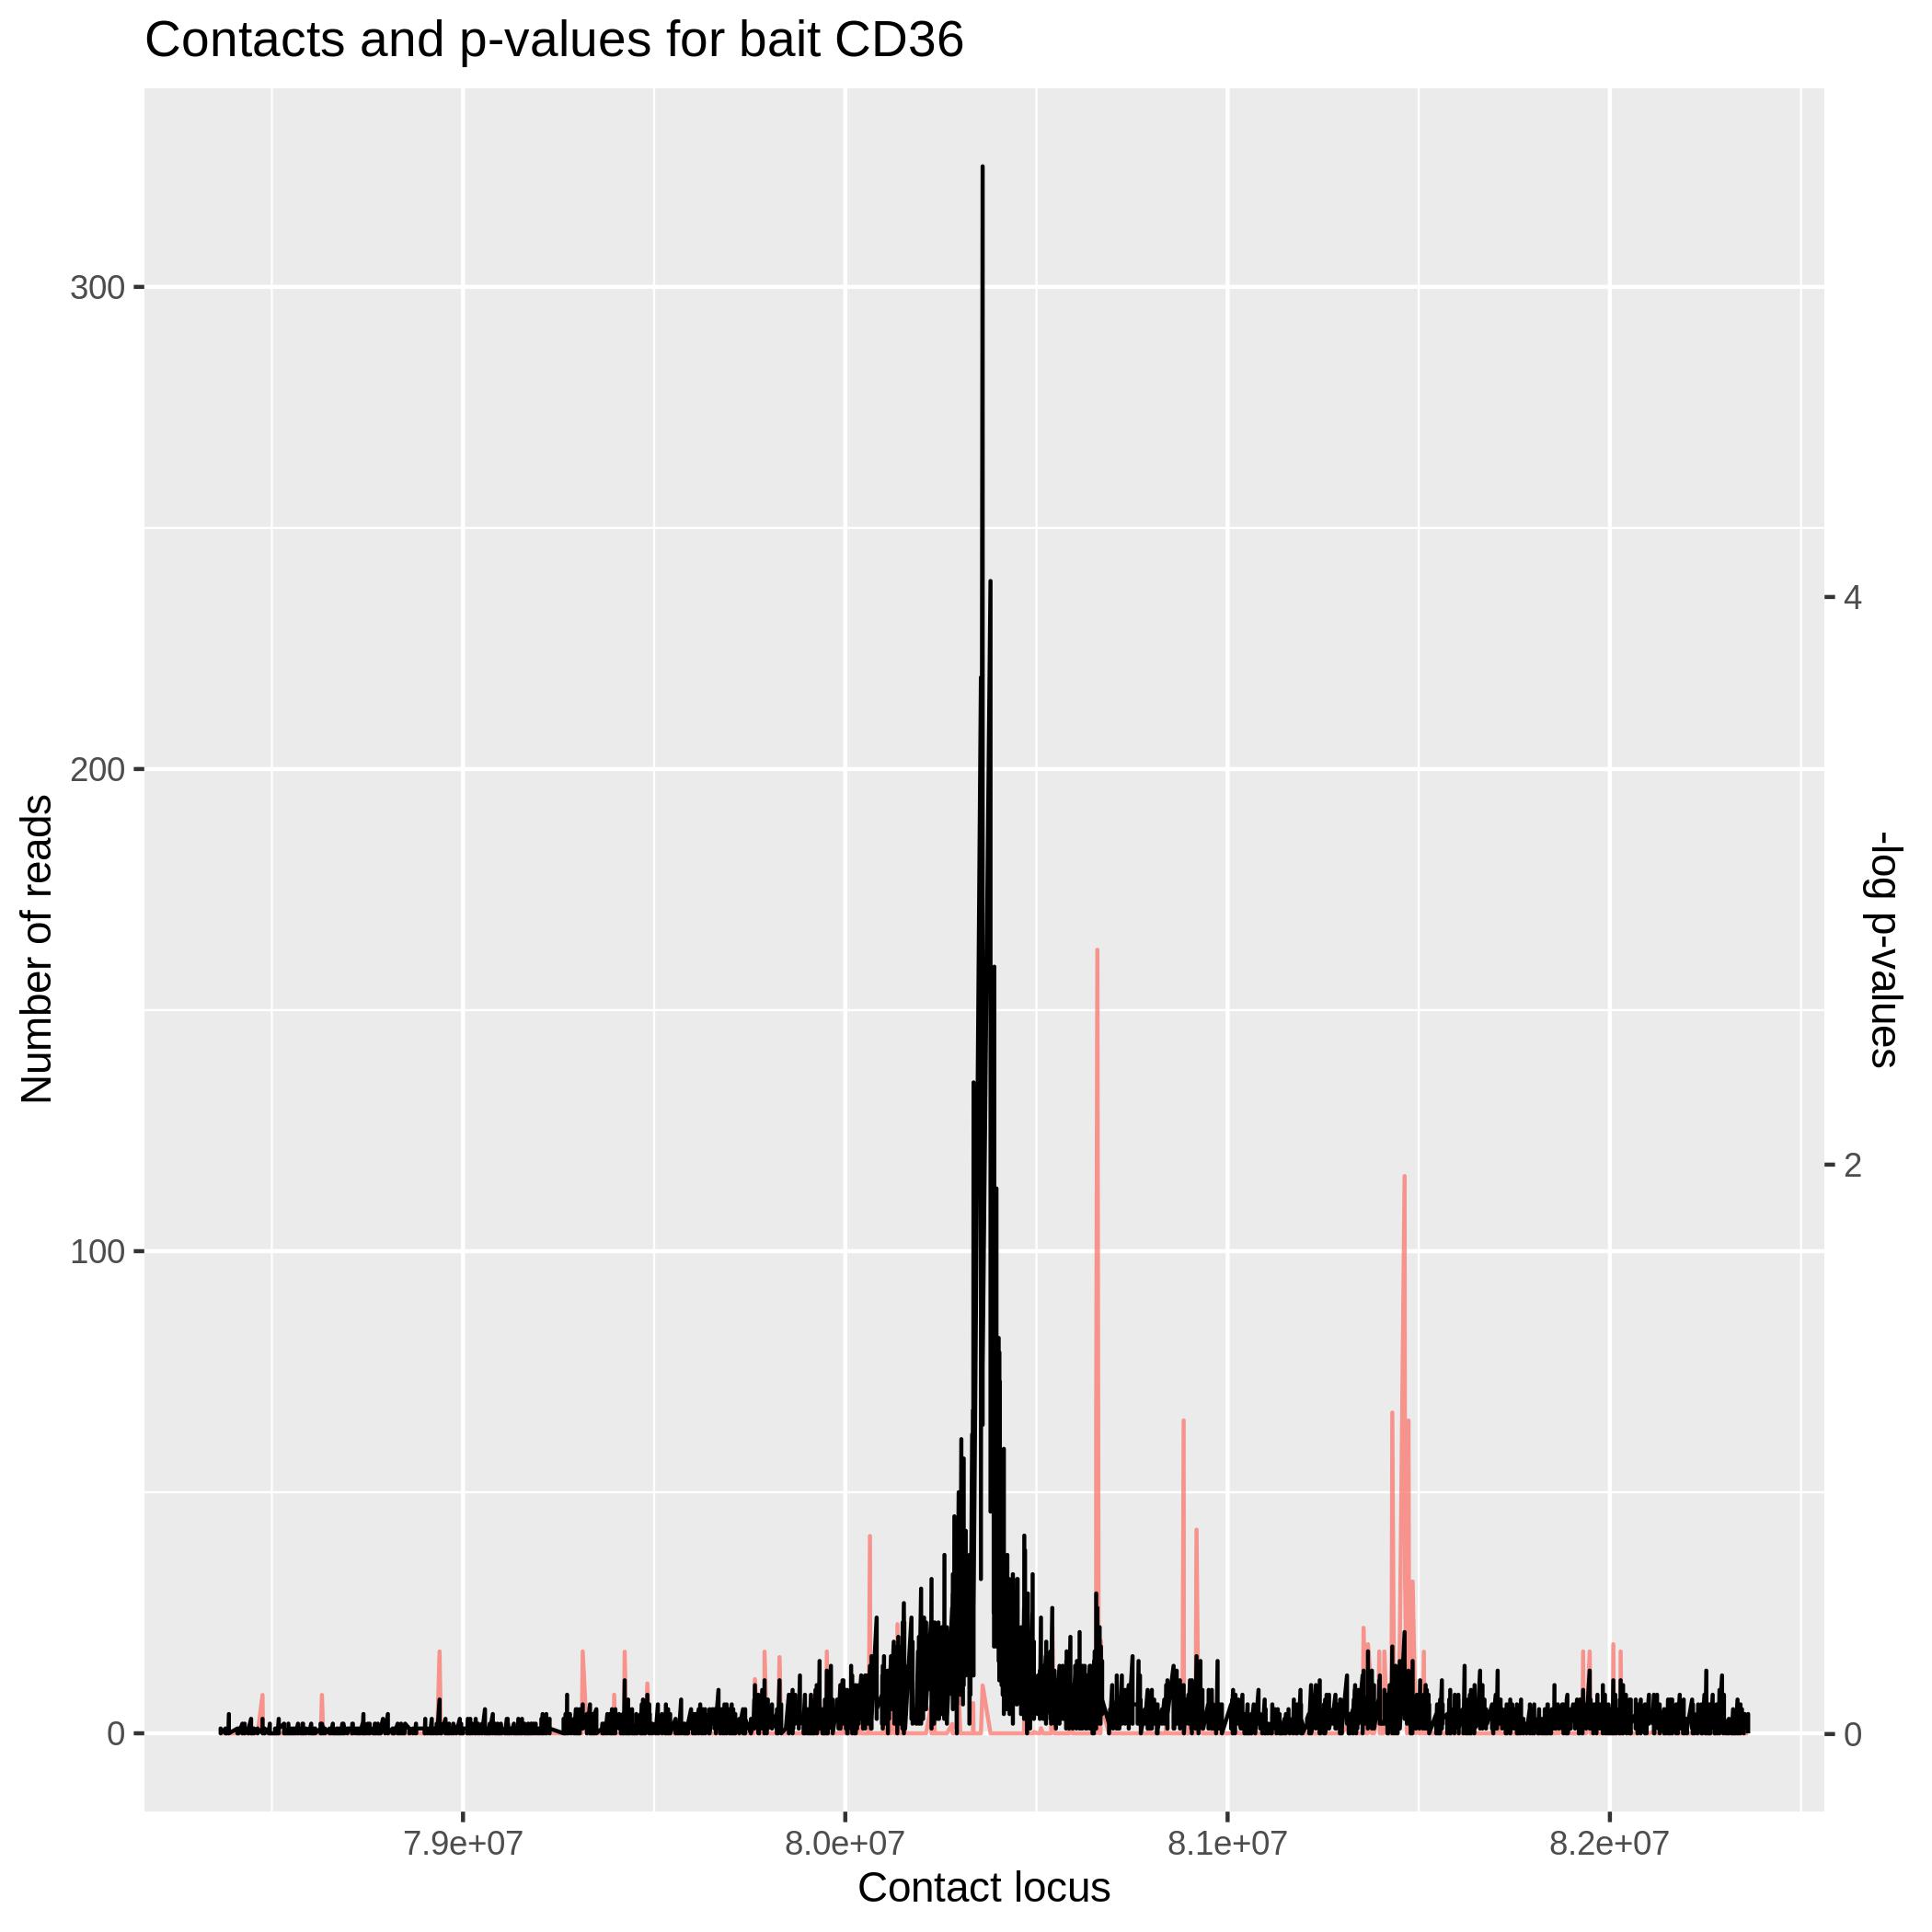 Contacts and p-values for bait CD36
300
200
100
0
Number of reads
4
2
0
-log p-values
7.9e+07
8.0e+07
8.1e+07
8.2e+07
Contact locus